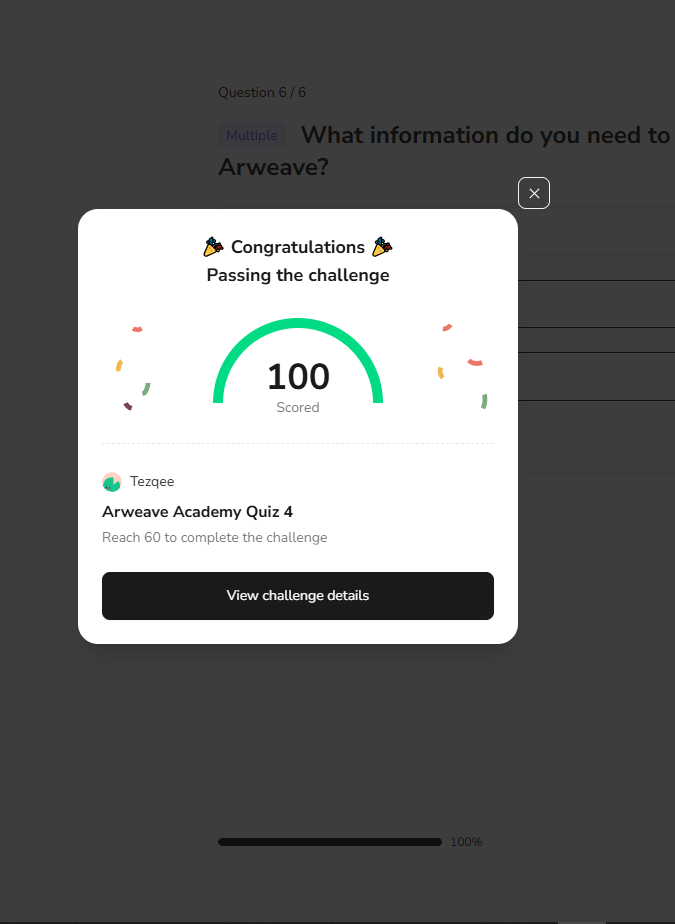 Question 6 / 6
Multiple What information do you need to
Arweave?
Congratulations
Passing the challenge
100
Scored
Tezqee
Arweave Academy Quiz 4
Reach 60 to complete the challenge
View challenge details
100%